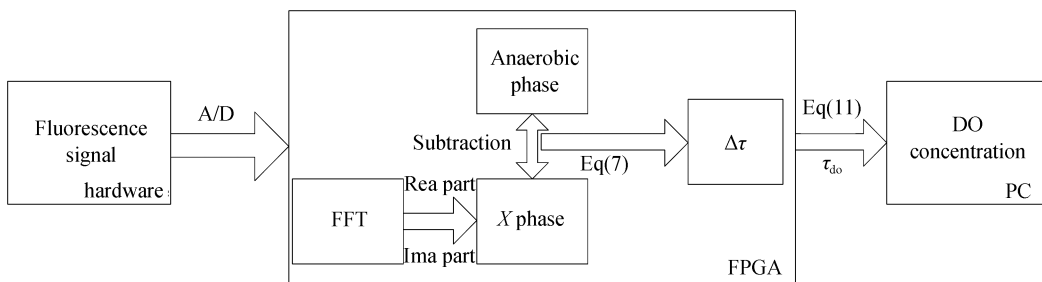 Fluorescence
signal
hardware
A/D
Anaerobic
phase
Subtraction
Eq(7)
Δτ
Rea part
FFT
X phase
Ima part
FPGA
Eq(11)
τdo
DO
concentration
PC